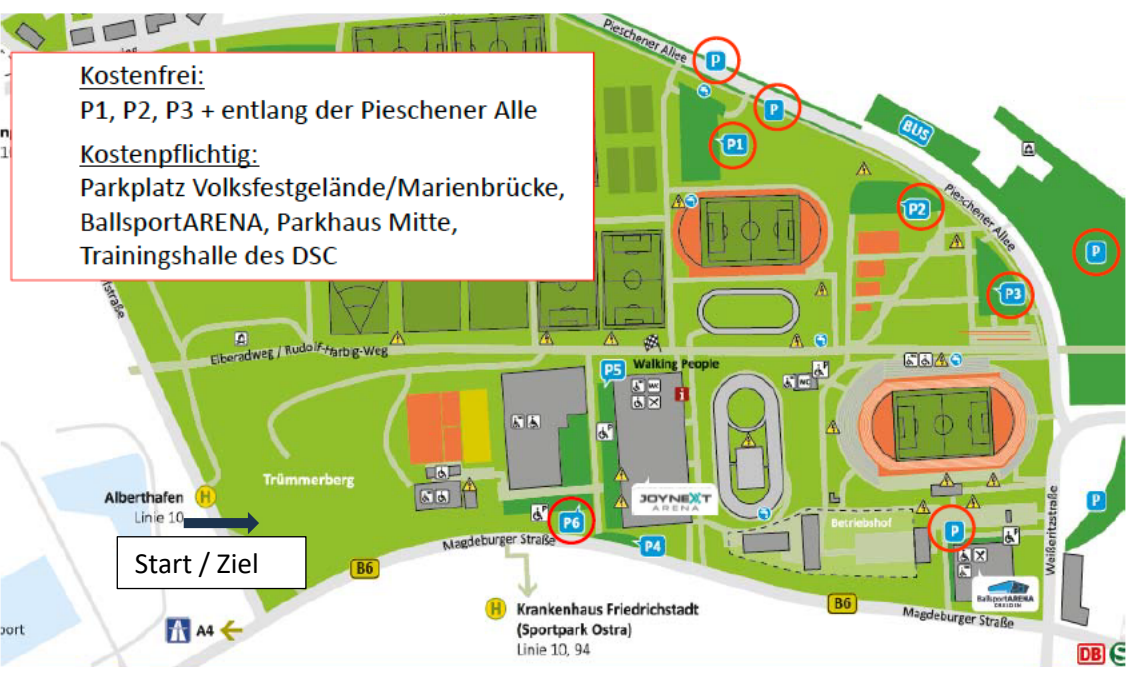 Kostenfrei:
P1, P2, P3 + entlang der Pieschener Alle
Kostenpflichtig:
Parkplatz Volksfestgelände/Marienbrücke,
BallsportARENA, Parkhaus Mitte,
Trainingshalle des DSC
Pieschener Allee
P
P
P1
BUS
P2
Pieschener Allee
P
P3
Elberadweg / Rudolf-Harbig-Weg
P5
Walking People
WC
i
WC
P
P
Trümmerberg
Alberthafen H
Linie 10
Start / Ziel
JOYNEXT
ARENA
P
P6
P4
Magdeburger Straße
B6
Betriebshof
P
P
P
Weißeritzstraße
BallsportARENA
DRESDEN
B6
Magdeburger Straße
H Krankenhaus Friedrichstadt
(Sportpark Ostra)
Linie 10, 94
A4
DB S